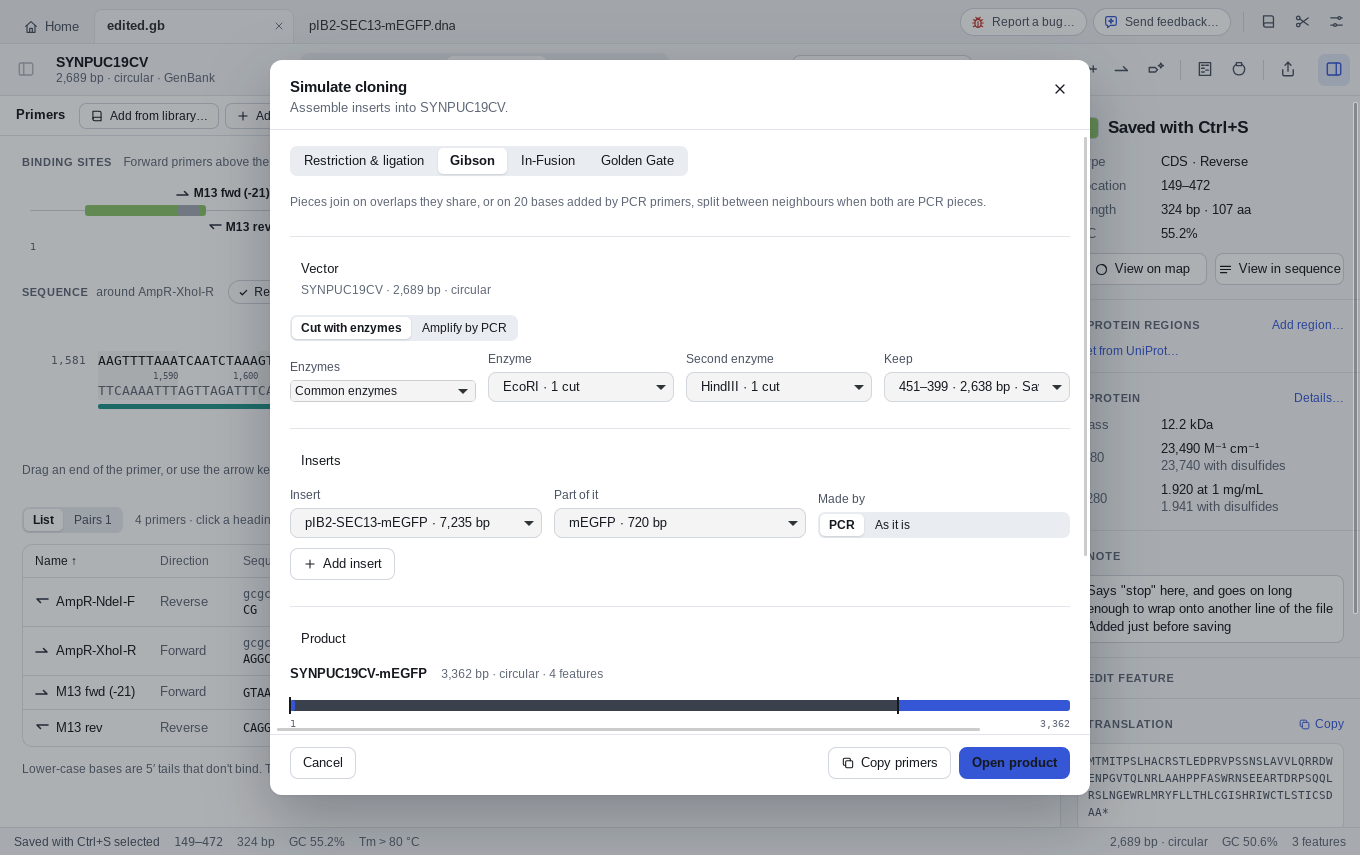 Home
edited.gb
pIB2-SEC13-mEGFP.dna
Report a bug…
Send feedback…
SYNPUC19CV
2,689 bp · circular · GenBank
Primers
Add from library…
BINDING SITES Forward primers above the
M13 fwd (-21)
M13 rev
1
SEQUENCE around AmpR-XhoI-R
1,581 AAGTTTTAAATCAATCTAAAGT
1,590 1,600
TTCAAAATTTAGTTAGATTTCA
Drag an end of the primer, or use the arrow
List Pairs 1 4 primers · click a
Name ↑ Direction
AmpR-NdeI-F Reverse gcgc
CG
AmpR-XhoI-R Forward gcgc
AGGC
M13 fwd (-21) Forward GTAA
M13 rev Reverse CAGG
Lower-case bases are 5′ tails that don't bind.
Simulate cloning
Assemble inserts into SYNPUC19CV.
Restriction & ligation Gibson In-Fusion Golden Gate
Pieces join on overlaps they share, or on 20 bases added by PCR primers, split between neighbours when both are PCR pieces.
Vector
SYNPUC19CV · 2,689 bp · circular
Cut with enzymes Amplify by PCR
Enzymes Enzyme Second enzyme Keep
Common enzymes EcoRI · 1 cut HindIII · 1 cut 451–399 · 2,638 bp ·
Inserts
Insert Part of it Made by
pIB2-SEC13-mEGFP · 7,235 bp mEGFP · 720 bp PCR As it is
Add insert
Product
SYNPUC19CV-mEGFP 3,362 bp · circular · 4 features
1 3,362
Cancel Copy primers Open product
Saved with Ctrl+S
CDS · Reverse
149–472
324 bp · 107 aa
55.2%
View on map View in sequence
PROTEIN REGIONS Add region…
from UniProt…
PROTEIN Details…
12.2 kDa
23,490 M⁻¹ cm⁻¹
23,740 with disulfides
1.920 at 1 mg/mL
1.941 with disulfides
NOTE
Says "stop" here, and goes on long
enough to wrap onto another line of the file
Added just before saving
EDIT FEATURE
TRANSLATION Copy
MTMITPSLHACRSTLEDPRVPSSNSLAVVLQRRDW
ENPGVTQLNRLAAHPPFASWRNSEEARTDRPSQQL
RSLNGEWRLMRYFLLTHLCGISHRIWCTLSTICSD
AA*
Saved with Ctrl+S selected 149–472 324 bp GC 55.2% Tm > 80 °C 2,689 bp · circular GC 50.6% 3 features